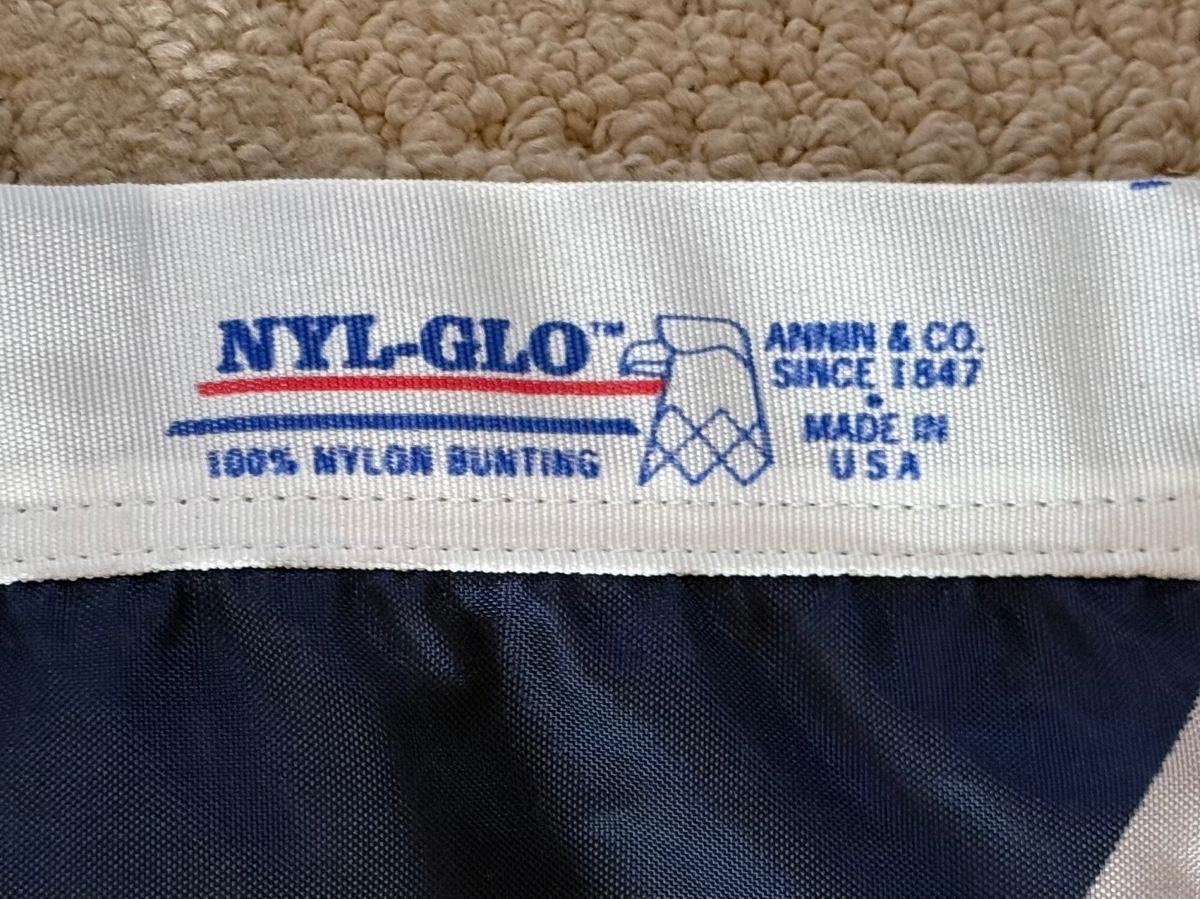 NYL-GLO™
100% NYLON BUNTING
ANNIN & CO.
SINCE 1847
•
MADE IN
USA